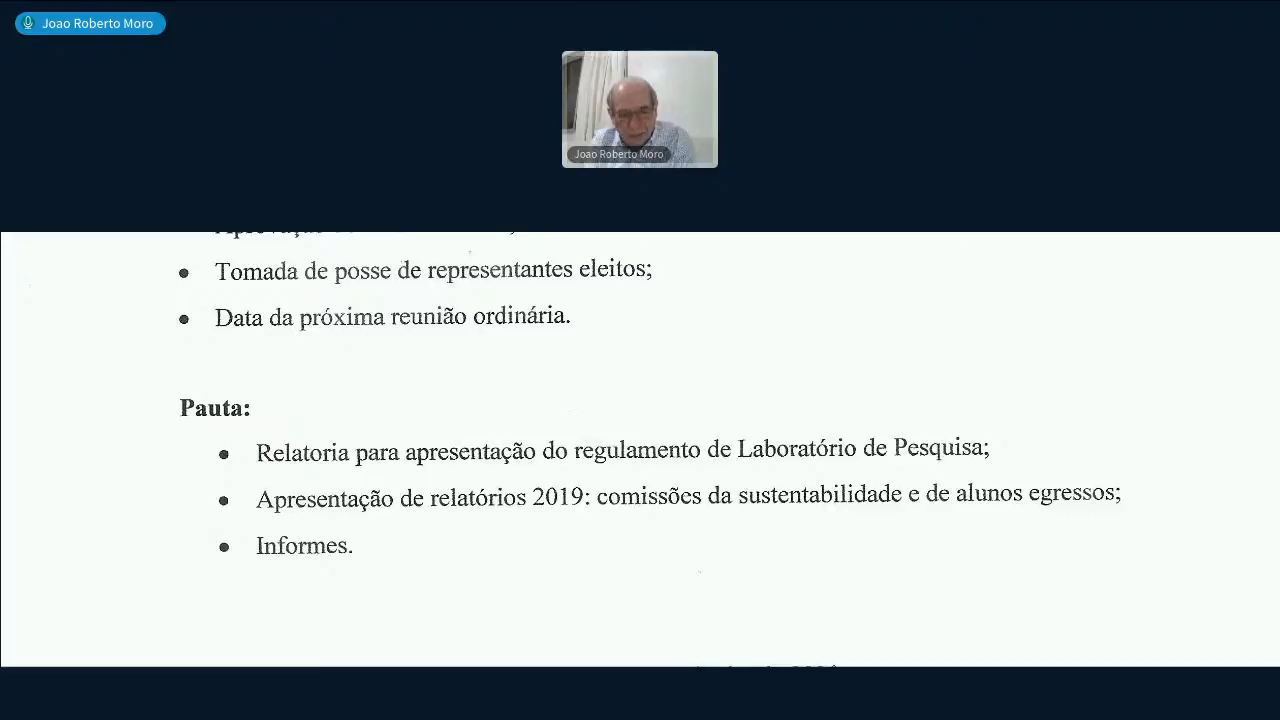 Joao Roberto Moro
Joao Roberto Moro
Tomada de posse de representantes eleitos;
Data da próxima reunião ordinária.
Pauta:
Relatoria para apresentação do regulamento de Laboratório de Pesquisa;
Apresentação de relatórios 2019: comissões da sustentabilidade e de alunos egressos;
Informes.